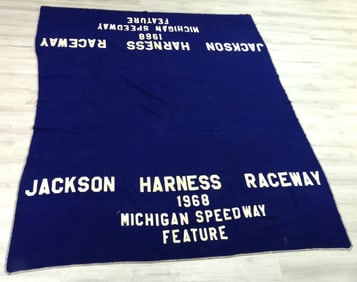 MICHIGAN SPEEDWAY
FEATURE
1968
JACKSON HARNESS RACEWAY
JACKSON HARNESS RACEWAY
1968
MICHIGAN SPEEDWAY
FEATURE